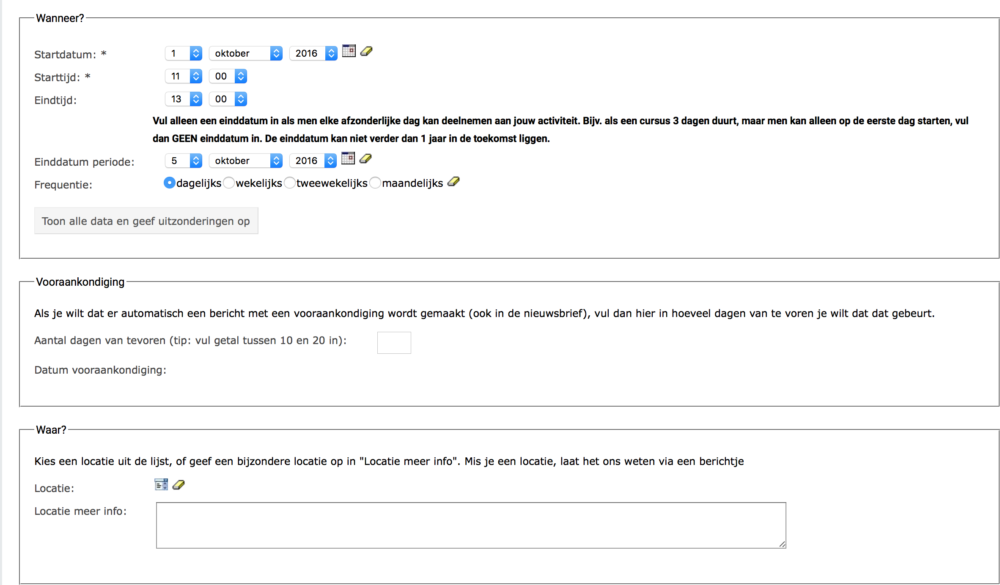 Wanneer?
Startdatum: * 1 oktober 2016
Starttijd: * 11 00
Eindtijd: 13 00
Vul alleen een einddatum in als men elke afzonderlijke dag kan deelnemen aan jouw activiteit. Bijv. als een cursus 3 dagen duurt, maar men kan alleen op de eerste dag starten, vul
dan GEEN einddatum in. De einddatum kan niet verder dan 1 jaar in de toekomst liggen.
Einddatum periode: 5 oktober 2016
Frequentie: dagelijks wekelijks tweewekelijks maandelijks
Toon alle data en geef uitzonderingen op
Vooraankondiging
Als je wilt dat er automatisch een bericht met een vooraankondiging wordt gemaakt (ook in de nieuwsbrief), vul dan hier in hoeveel dagen van te voren je wilt dat dat gebeurt.
Aantal dagen van tevoren (tip: vul getal tussen 10 en 20 in):
Datum vooraankondiging:
Waar?
Kies een locatie uit de lijst, of geef een bijzondere locatie op in "Locatie meer info". Mis je een locatie, laat het ons weten via een berichtje
Locatie:
Locatie meer info: